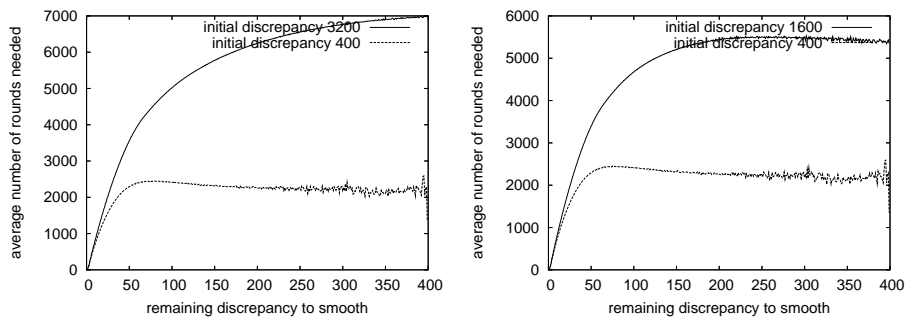 average number of rounds needed
7000
6000
5000
4000
3000
2000
1000
0
initial discrepancy 3200
initial discrepancy 400
0 50 100 150 200 250 300 350 400
remaining discrepancy to smooth
average number of rounds needed
6000
5000
4000
3000
2000
1000
0
initial discrepancy 1600
initial discrepancy 400
0 50 100 150 200 250 300 350 400
remaining discrepancy to smooth